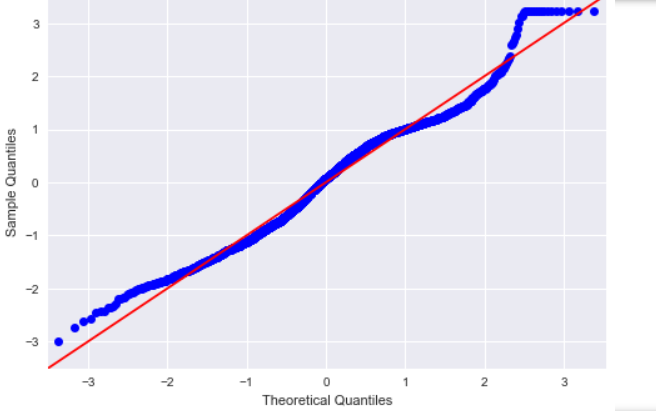 3
2
1
0
−1
−2
−3
Sample Quantiles
−3 −2 −1 0 1 2 3
Theoretical Quantiles